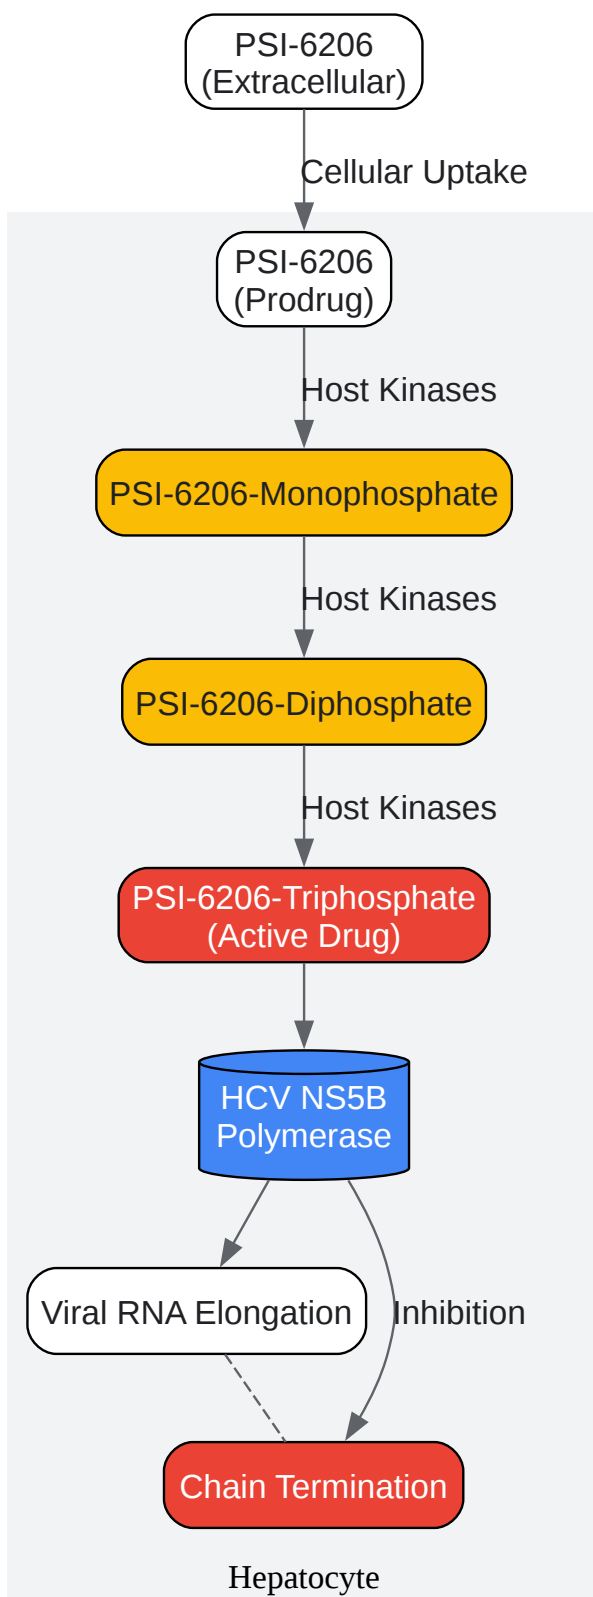 PSI-6206
(Extracellular)
Cellular Uptake
PSI-6206
(Prodrug)
Host Kinases
PSI-6206-Monophosphate
Host Kinases
PSI-6206-Diphosphate
Host Kinases
PSI-6206-Triphosphate
(Active Drug)
HCV NS5B
Polymerase
Viral RNA Elongation
Inhibition
Chain Termination
Hepatocyte